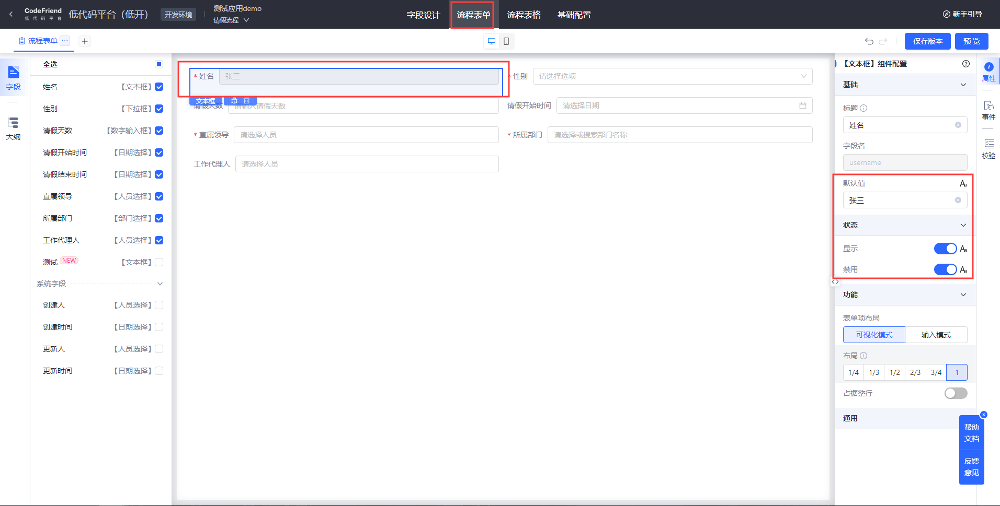 CodeFriend
低代码平台
低代码平台（低开）
开发环境
测试应用demo
请假流程
字段设计
流程表单
流程表格
基础配置
新手引导
流程表单
保存版本
预 览
字段
大纲
全选
姓名 【文本框】
性别 【下拉框】
请假天数 【数字输入框】
请假开始时间 【日期选择】
请假结束时间 【日期选择】
直属领导 【人员选择】
所属部门 【部门选择】
工作代理人 【人员选择】
测试 NEW 【文本框】
系统字段
创建人 【人员选择】
创建时间 【日期选择】
更新人 【人员选择】
更新时间 【日期选择】
* 姓名 张三
* 性别 请选择选项
文本框
请假天数 请输入请假天数
请假开始时间 请选择日期
* 直属领导 请选择人员
* 所属部门 请选择或搜索部门名称
工作代理人 请选择人员
【文本框】组件配置
基础
标题
姓名
字段名
username
默认值
张三
状态
显示
禁用
功能
表单项布局
可视化模式 输入模式
布局
1/4 1/3 1/2 2/3 3/4 1
占据整行
通用
属性
事件
校验
帮助
文档
反馈
意见